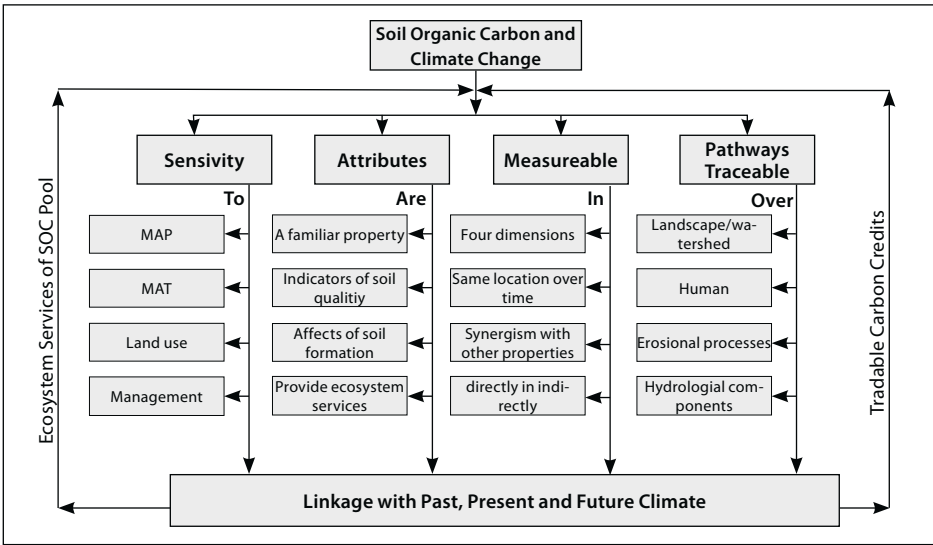 Soil Organic Carbon and
Climate Change
Sensivity
Attributes
Measureable
Pathways
Traceable
To
Are
In
Over
MAP
MAT
Land use
Management
A familiar property
Indicators of soil
qualitiy
Affects of soil
formation
Provide ecosystem
services
Four dimensions
Same location over
time
Synergism with
other properties
directly in indi-
rectly
Landscape/wa-
tershed
Human
Erosional processes
Hydrologial com-
ponents
Ecosystem Services of SOC Pool
Tradable Carbon Credits
Linkage with Past, Present and Future Climate